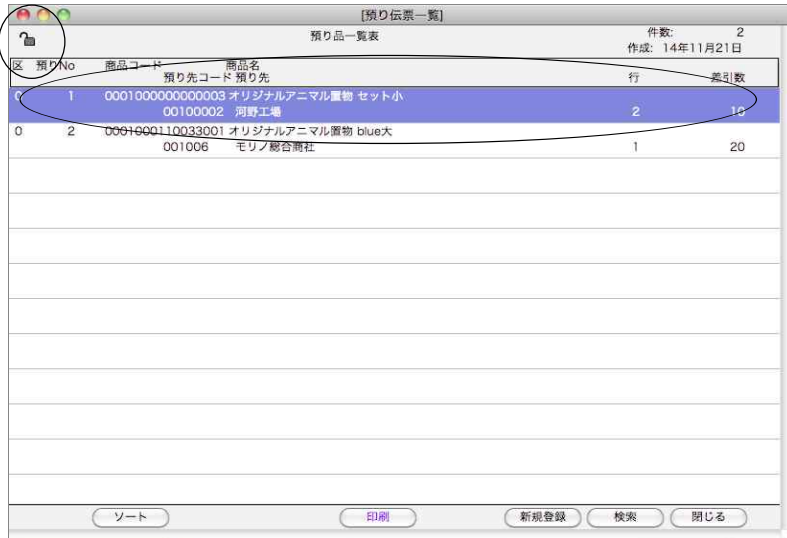 [預り伝票一覧]
預り品一覧表
件数: 2
作成: 14年11月21日
区 預りNo 商品コード 商品名
預り先コード 預り先 行 差引数
0 1 0001000000000003 オリジナルアニマル置物 セット小
00100002 河野工場 2 10
0 2 0001000110033001 オリジナルアニマル置物 blue大
001006 モリノ総合商社 1 20
ソート 印刷 新規登録 検索 閉じる